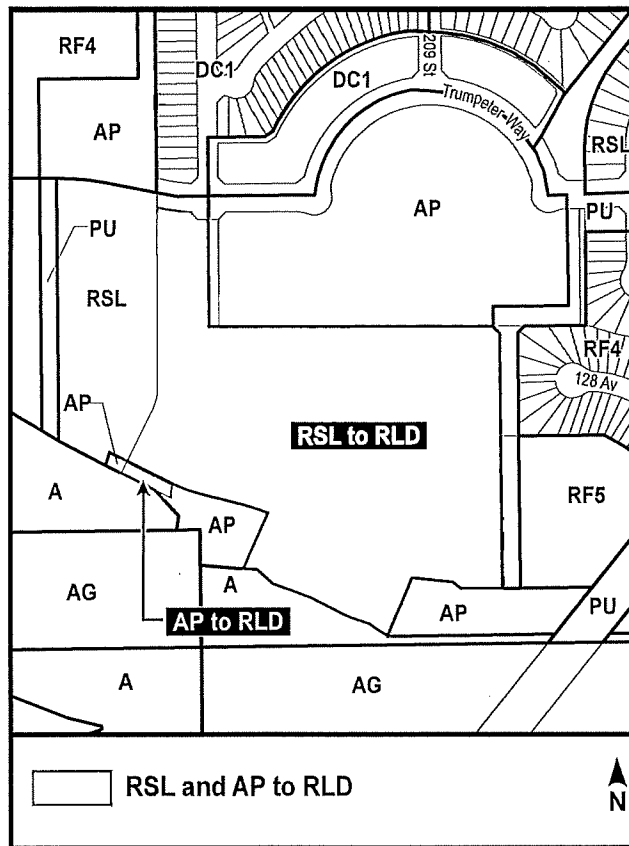 RF4
DC1
209 St
DC1
Trumpeter Way
AP
RSL
AP
PU
PU
RSL
RF4
128 Av
AP
RSL to RLD
A
RF5
AP
A
AG
AP
PU
AP to RLD
A
AG
RSL and AP to RLD
N